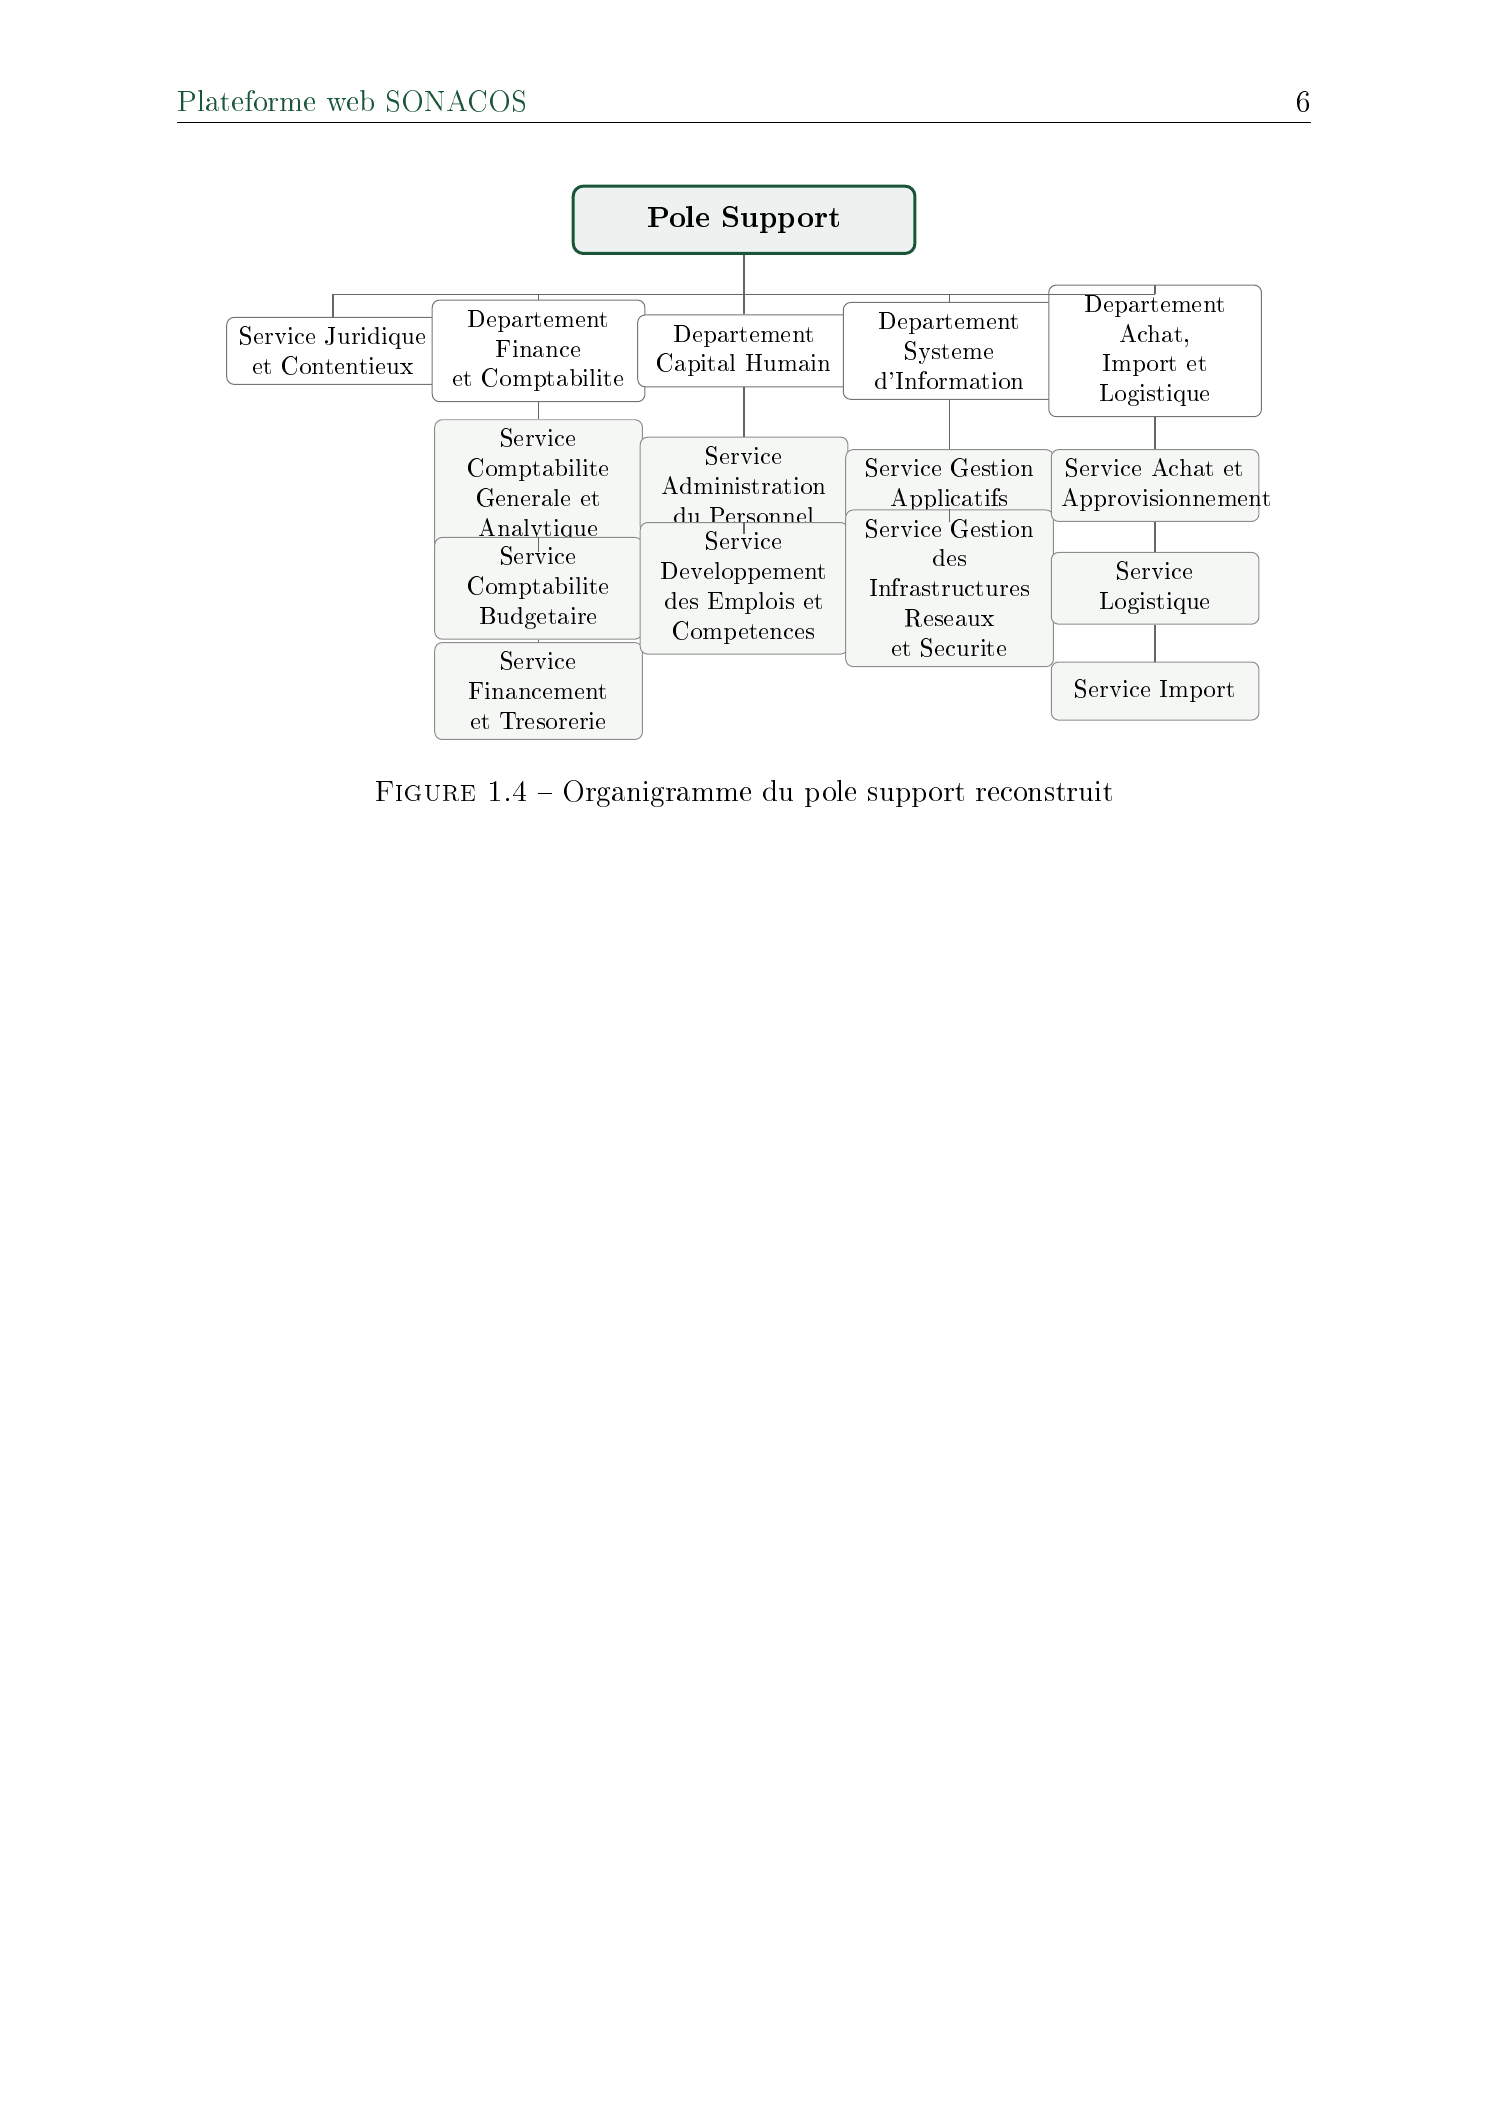 Plateforme web SONACOS 6
Pole Support
Service Juridique
et Contentieux
Departement
Finance
et Comptabilite
Departement
Capital Humain
Departement
Systeme
d'Information
Departement
Achat,
Import et
Logistique
Service
Comptabilite
Generale et
Analytique
Service
Comptabilite
Budgetaire
Service
Financement
et Tresorerie
Service
Administration
du Personnel
Service
Developpement
des Emplois et
Competences
Service Gestion
Applicatifs
Service Gestion
des
Infrastructures
Reseaux
et Securite
Service Achat et
Approvisionnement
Service
Logistique
Service Import
FIGURE 1.4 – Organigramme du pole support reconstruit